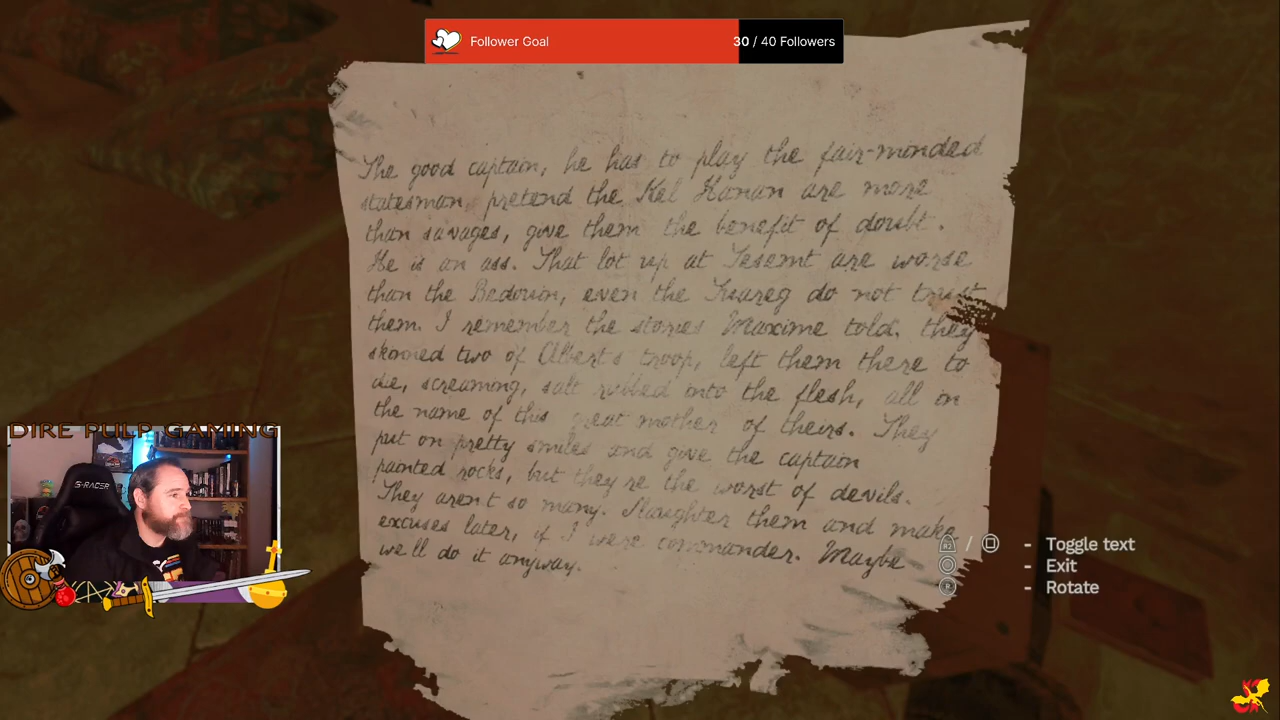 Follower Goal
30 / 40 Followers
The good captain, he has to play the fair-minded
statesman, pretend the Kel Hanan are more
than savages, give them the benefit of doubt.
He is an ass. That lot up at Tesemt are worse
than the Bedouin, even the Tuareg do not trust
them. I remember the stories Maxime told. they
skinned two of Albert's troop, left them there to
die, screaming, salt rubbed into the flesh, all in
the name of this great mother of theirs. They
put on pretty smiles and give the captain
painted rocks, but they're the worst of devils.
They aren't so many. Slaughter them and make
excuses later, if I were commander. Maybe
we'll do it anyway.
DIRE PULP GAMING
S-RACER
R2 / - Toggle text
- Exit
R - Rotate